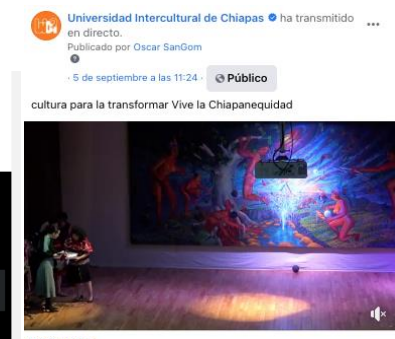 Universidad Intercultural de Chiapas ha transmitido
en directo.
Publicado por Oscar SanGom
· 5 de septiembre a las 11:24 · Público
cultura para la transformar Vive la Chiapanequidad